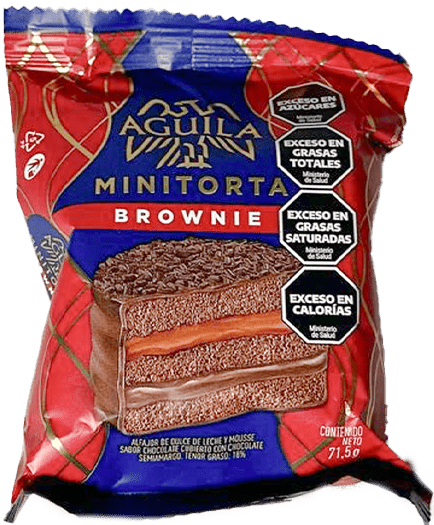 AGUILA
MINITORTA
BROWNIE
EXCESO EN
AZÚCARES
Ministerio
de Salud
EXCESO EN
GRASAS
TOTALES
Ministerio
de Salud
EXCESO EN
GRASAS
SATURADAS
Ministerio
de Salud
EXCESO EN
CALORÍAS
Ministerio
de Salud
ALFAJOR DE DULCE DE LECHE Y MOUSSE
SABOR CHOCOLATE CUBIERTO CON CHOCOLATE
SEMIAMARGO. TENOR GRASO: 16%
CONTENIDO
NETO
71,5 g